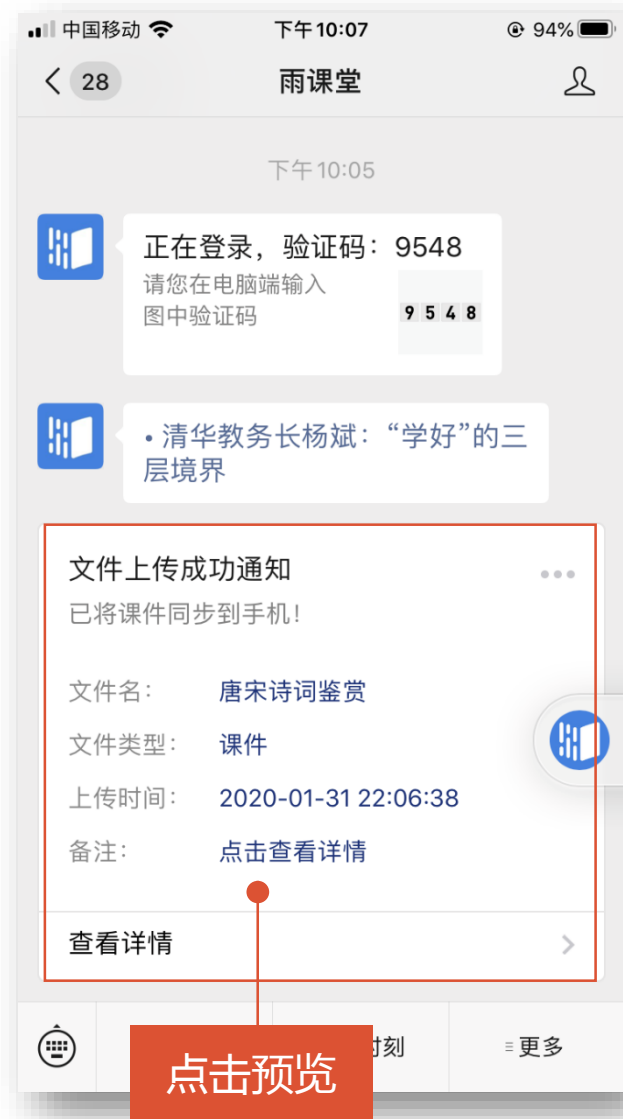 中国移动 下午10:07 94%
28 雨课堂
下午10:05
正在登录，验证码：9548
请您在电脑端输入
图中验证码
9 5 4 8
• 清华教务长杨斌：“学好”的三
层境界
文件上传成功通知
已将课件同步到手机！
文件名： 唐宋诗词鉴赏
文件类型： 课件
上传时间： 2020-01-31 22:06:38
备注： 点击查看详情
查看详情
刻 更多
点击预览